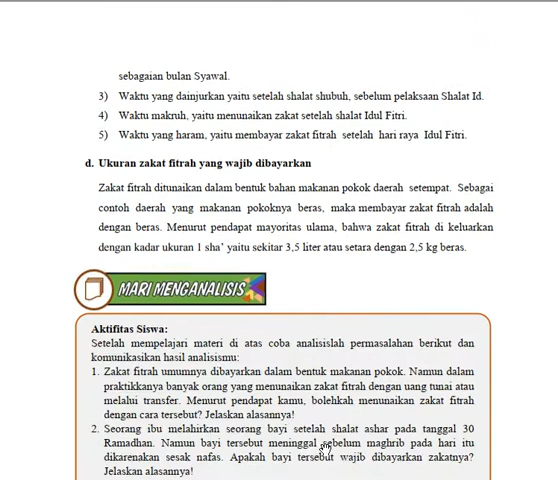 sebagaian bulan Syawal.
3) Waktu yang dainjurkan yaitu setelah shalat shubuh, sebelum pelaksaan Shalat Id.
4) Waktu makruh, yaitu menunaikan zakat setelah shalat Idul Fitri.
5) Waktu yang haram, yaitu membayar zakat fitrah setelah hari raya Idul Fitri.
d. Ukuran zakat fitrah yang wajib dibayarkan
Zakat fitrah ditunaikan dalam bentuk bahan makanan pokok daerah setempat. Sebagai
contoh daerah yang makanan pokoknya beras, maka membayar zakat fitrah adalah
dengan beras. Menurut pendapat mayoritas ulama, bahwa zakat fitrah di keluarkan
dengan kadar ukuran 1 sha’ yaitu sekitar 3,5 liter atau setara dengan 2,5 kg beras.
MARI MENGANALISIS
Aktifitas Siswa:
Setelah mempelajari materi di atas coba analisislah permasalahan berikut dan
komunikasikan hasil analisismu:
1. Zakat fitrah umumnya dibayarkan dalam bentuk makanan pokok. Namun dalam
praktikkanya banyak orang yang menunaikan zakat fitrah dengan uang tunai atau
melalui transfer. Menurut pendapat kamu, bolehkah menunaikan zakat fitrah
dengan cara tersebut? Jelaskan alasannya!
2. Seorang ibu melahirkan seorang bayi setelah shalat ashar pada tanggal 30
Ramadhan. Namun bayi tersebut meninggal sebelum maghrib pada hari itu
dikarenakan sesak nafas. Apakah bayi tersebut wajib dibayarkan zakatnya?
Jelaskan alasannya!